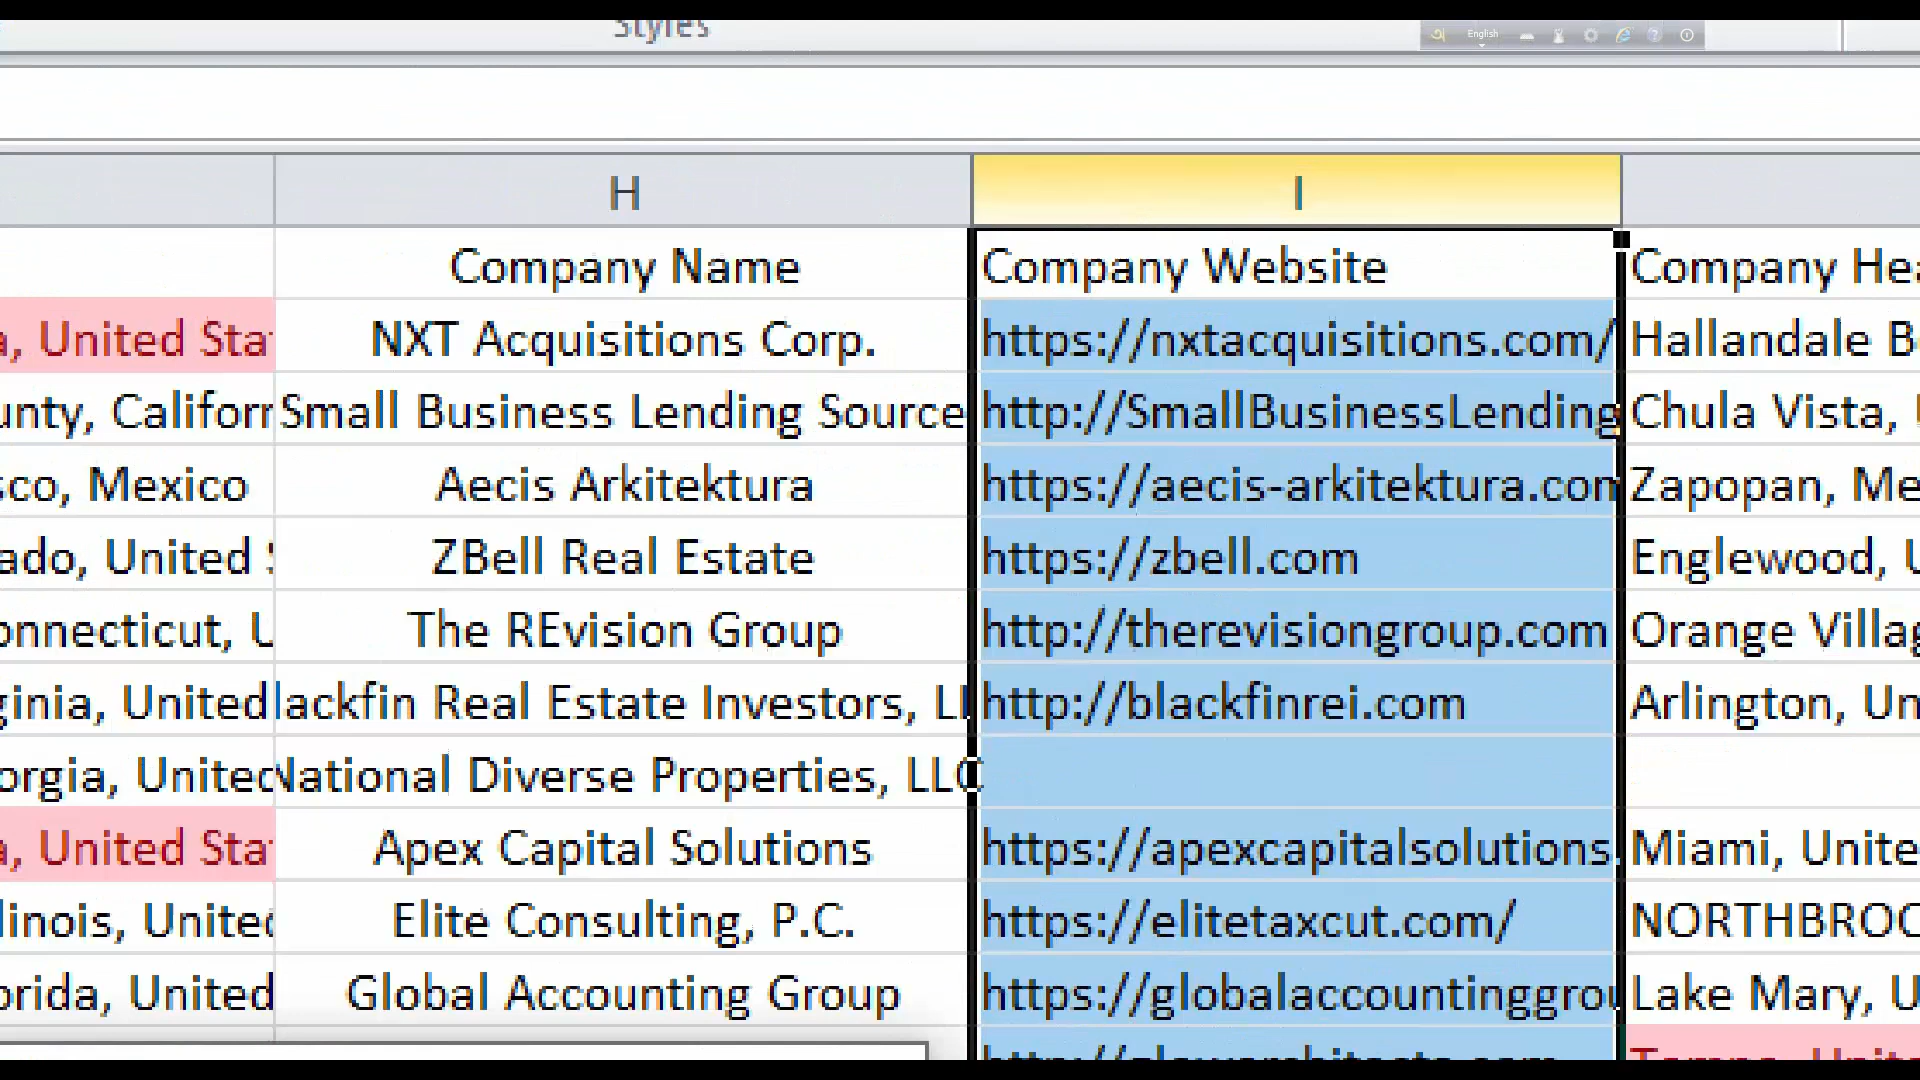 Styles
English
H I
Company Name Company Website Company Hea
a, United Stat NXT Acquisitions Corp. https://nxtacquisitions.com/ Hallandale B
unty, Californ Small Business Lending Source http://SmallBusinessLending Chula Vista,
sco, Mexico Aecis Arkitektura https://aecis-arkitektura.com Zapopan, Me
ado, United S ZBell Real Estate https://zbell.com Englewood, U
onnecticut, U The REvision Group http://therevisiongroup.com Orange Villag
ginia, United lackfin Real Estate Investors, LL http://blackfinrei.com Arlington, Un
orgia, United National Diverse Properties, LLC
a, United Stat Apex Capital Solutions https://apexcapitalsolutions. Miami, Unite
linois, United Elite Consulting, P.C. https://elitetaxcut.com/ NORTHBROO
orida, United Global Accounting Group https://globalaccountinggrou Lake Mary, U